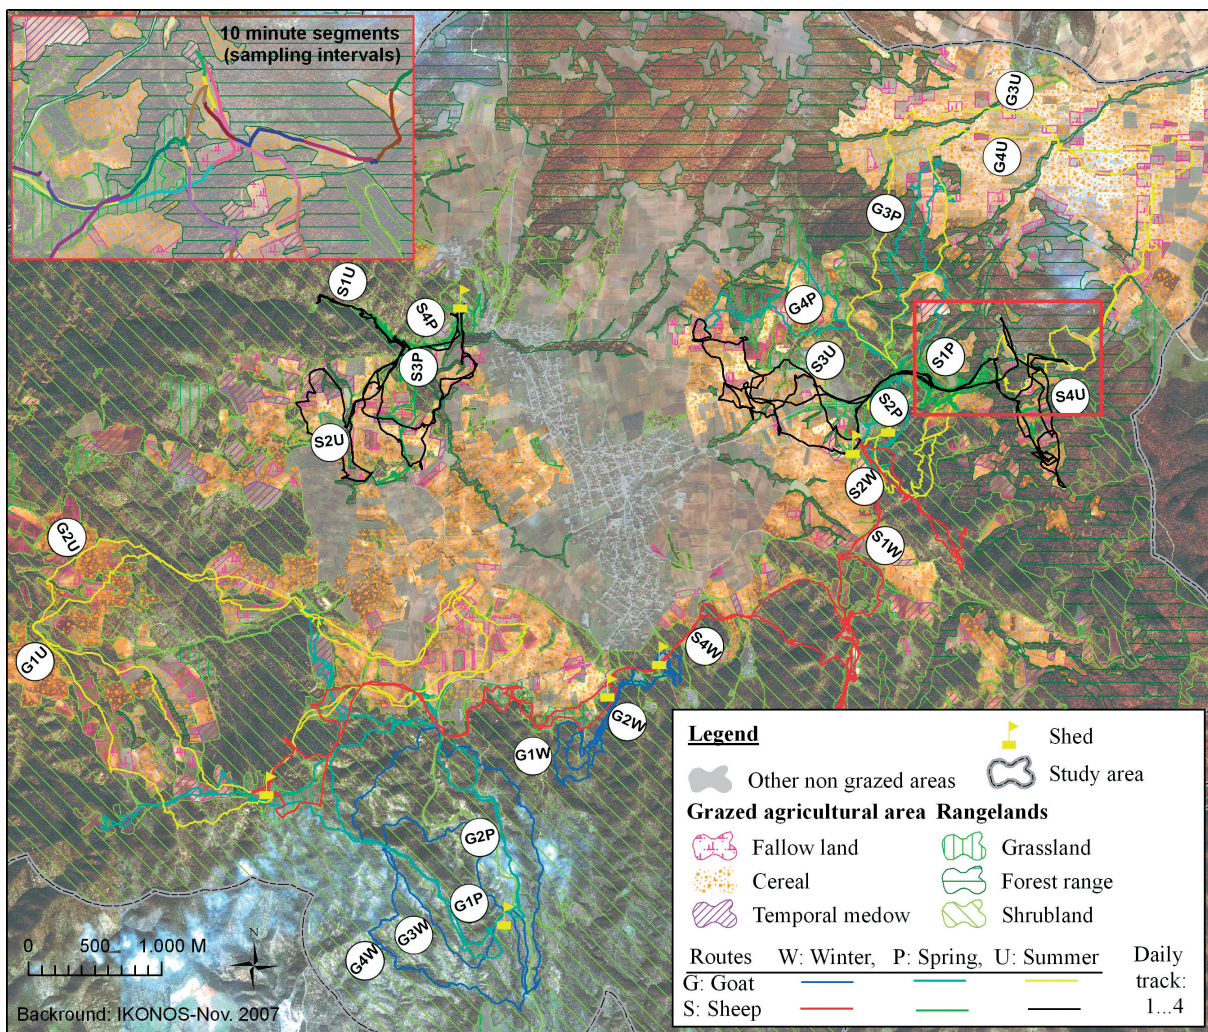 10 minute segments
(sampling intervals)
G3U
G4U
G3P
S1U
S4P
G4P
S3P
S3U
S1P
S2P
S4U
S2U
S2W
G2U
S1W
G1U
S4W
G2W
G1W
G2P
G1P
G3W
G4W
0 500 1.000 M
N
Backround: IKONOS-Nov. 2007
Legend
Shed
Other non grazed areas
Study area
Grazed agricultural area Rangelands
Fallow land
Grassland
Cereal
Forest range
Temporal medow
Shrubland
Routes W: Winter, P: Spring, U: Summer
Daily
track:
1...4
G: Goat
S: Sheep